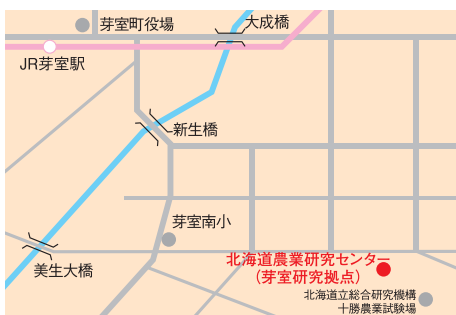 芽室町役場
大成橋
JR芽室駅
新生橋
芽室南小
美生大橋
北海道農業研究センター
(芽室研究拠点)
北海道立総合研究機構
十勝農業試験場